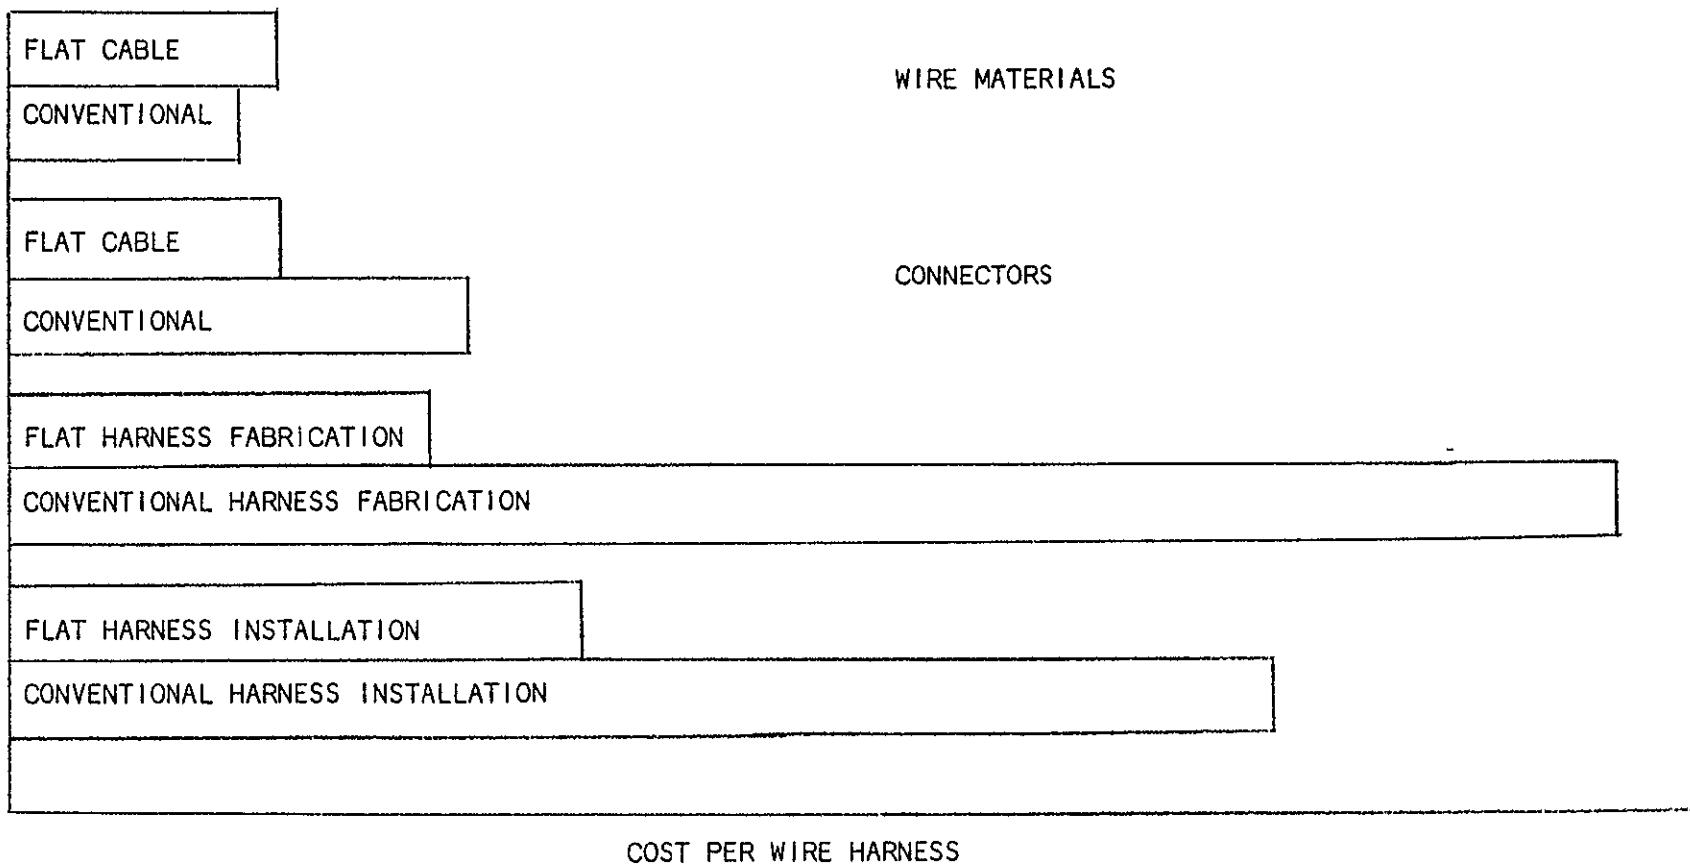 FLAT CABLE
WIRE MATERIALS
CONVENTIONAL
FLAT CABLE
CONNECTORS
CONVENTIONAL
FLAT HARNESS FABRICATION
CONVENTIONAL HARNESS FABRICATION
FLAT HARNESS INSTALLATION
CONVENTIONAL HARNESS INSTALLATION
COST PER WIRE HARNESS